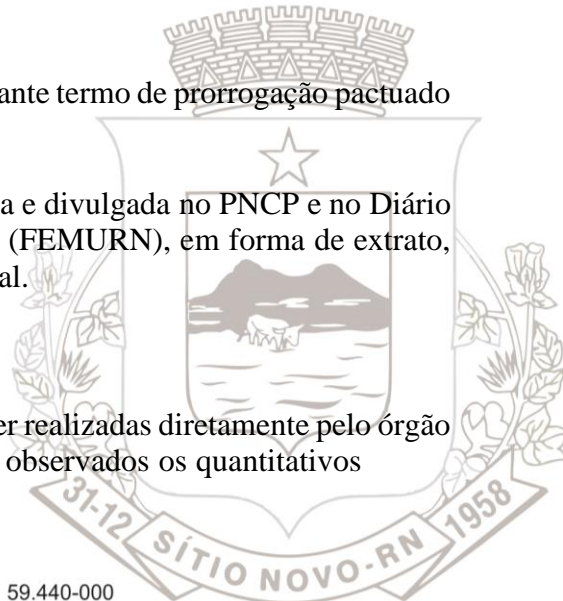 ante termo de prorrogação pactuado
a e divulgada no PNCP e no Diário
(FEMURN), em forma de extrato,
al.
er realizadas diretamente pelo órgão
observados os quantitativos
31-12 SÍTIO NOVO-RN 1958
59.440-000